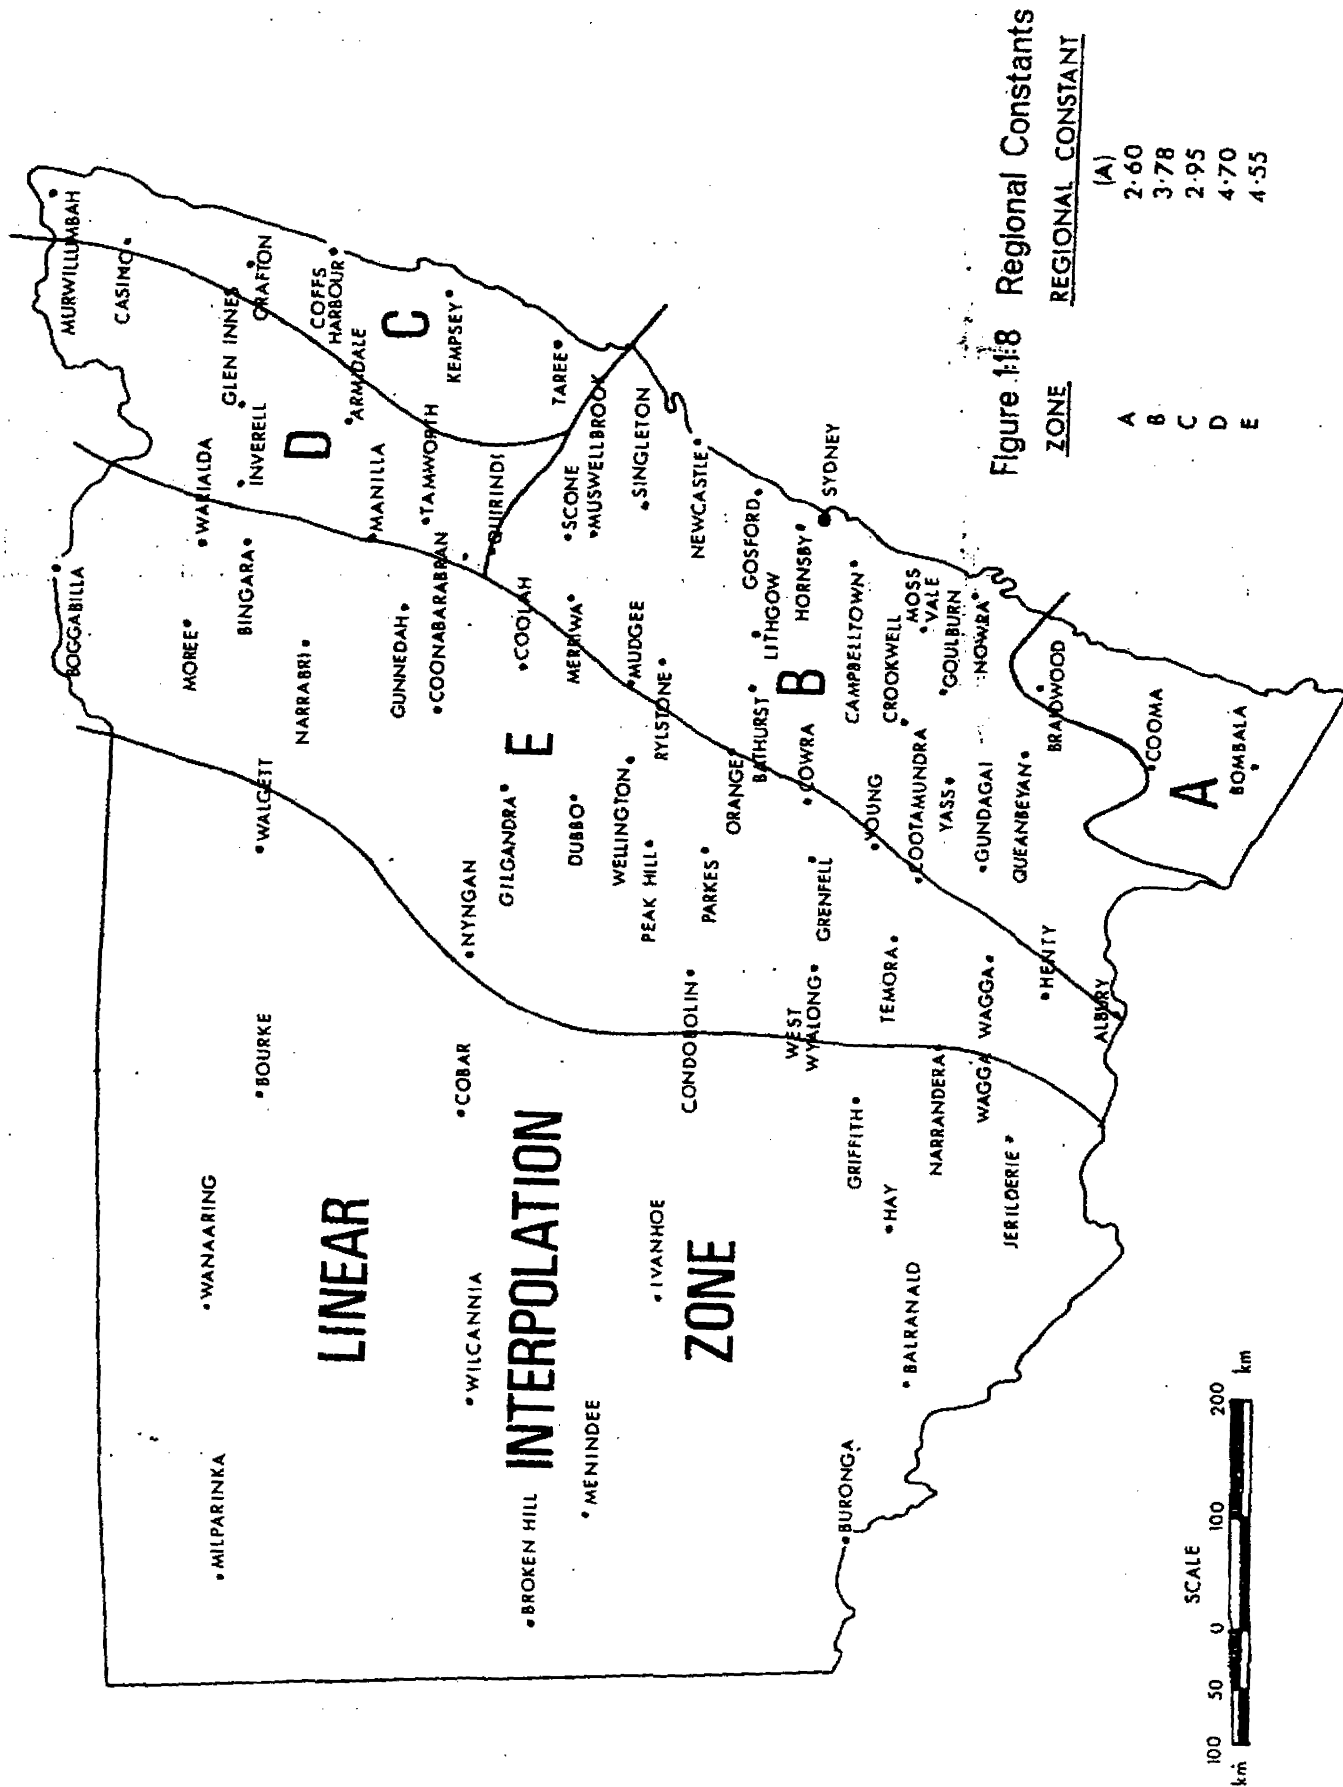 MURWILLUMBAH
CASINO
BOGGABILLA
GLEN INNES
GRAFTON
WARIALDA
INVERELL
MOREE
BINGARA
COFFS
HARBOUR
D
ARMIDALE
C
NARRABRI
MANILLA
WALGETT
KEMPSEY
TAMWORTH
GUNNEDAH
COONABARABRAN
QUIRINDI
TAREE
WANAARING
BOURKE
MILPARINKA
COBAR
NYNGAN
GILGANDRA
E
COOLAH
SCONE
MUSWELLBROOK
MERRIWA
DUBBO
SINGLETON
MUDGEE
WELLINGTON
RYLSTONE
PEAK HILL
NEWCASTLE
LINEAR
INTERPOLATION
ZONE
WILCANNIA
BROKEN HILL
MENINDEE
IVANHOE
CONDOBOLIN
PARKES
ORANGE
BATHURST
LITHGOW
GOSFORD
HORNSBY
SYDNEY
B
COWRA
WEST
WYALONG
GRENFELL
CAMPBELLTOWN
YOUNG
CROOKWELL
MOSS
VALE
GRIFFITH
HAY
TEMORA
COOTAMUNDRA
GOULBURN
YASS
NOWRA
BURONGA
BALRANALD
NARRANDERA
WAGGA WAGGA
GUNDAGAI
QUEANBEYAN
JERILDERIE
HENTY
BRAIDWOOD
ALBURY
COOMA
A
BOMBALA
SCALE
100 50 0 100 200
km km
Figure 1.1.8 Regional Constants
ZONE REGIONAL CONSTANT
(A)
A 2.60
B 3.78
C 2.95
D 4.70
E 4.55